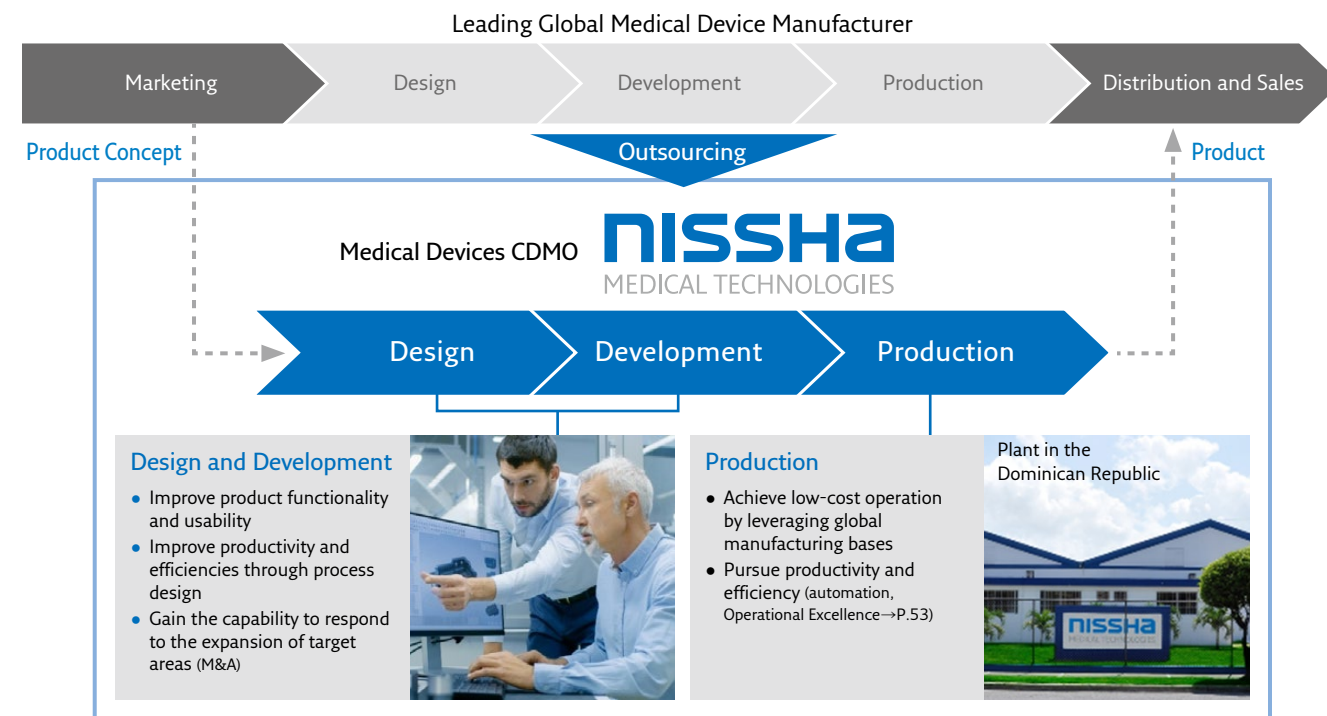 Leading Global Medical Device Manufacturer
Marketing
Design
Development
Production
Distribution and Sales
Product Concept
Outsourcing
Product
Medical Devices CDMO
nissha
MEDICAL TECHNOLOGIES
Design
Development
Production
Design and Development
• Improve product functionality
and usability
• Improve productivity and
efficiencies through process
design
• Gain the capability to respond
to the expansion of target
areas (M&A)
Production
• Achieve low-cost operation
by leveraging global
manufacturing bases
• Pursue productivity and
efficiency (automation,
Operational Excellence→P.53)
Plant in the
Dominican Republic
nissha
MEDICAL TECHNOLOGIES